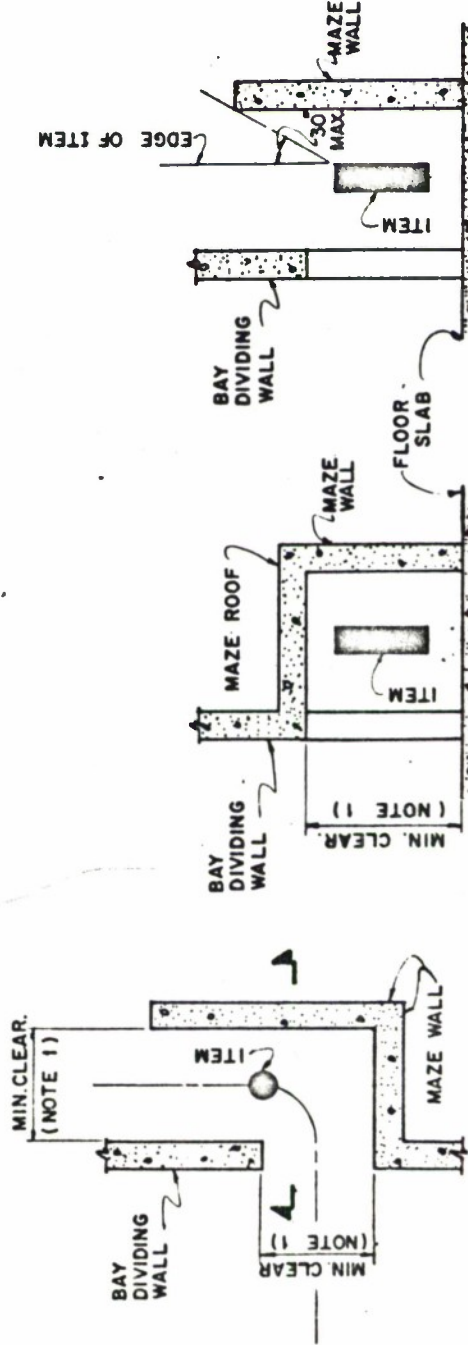 MIN.CLEAR.
(NOTE 1)
BAY
DIVIDING
WALL
ITEM
MIN. CLEAR
(NOTE 1)
MAZE WALL
BAY
DIVIDING
WALL
MAZE ROOF
MAZE
WALL
ITEM
MIN. CLEAR.
(NOTE 1)
FLOOR
SLAB
BAY
DIVIDING
WALL
EDGE OF ITEM
30°
MAX.
MAZE
WALL
ITEM